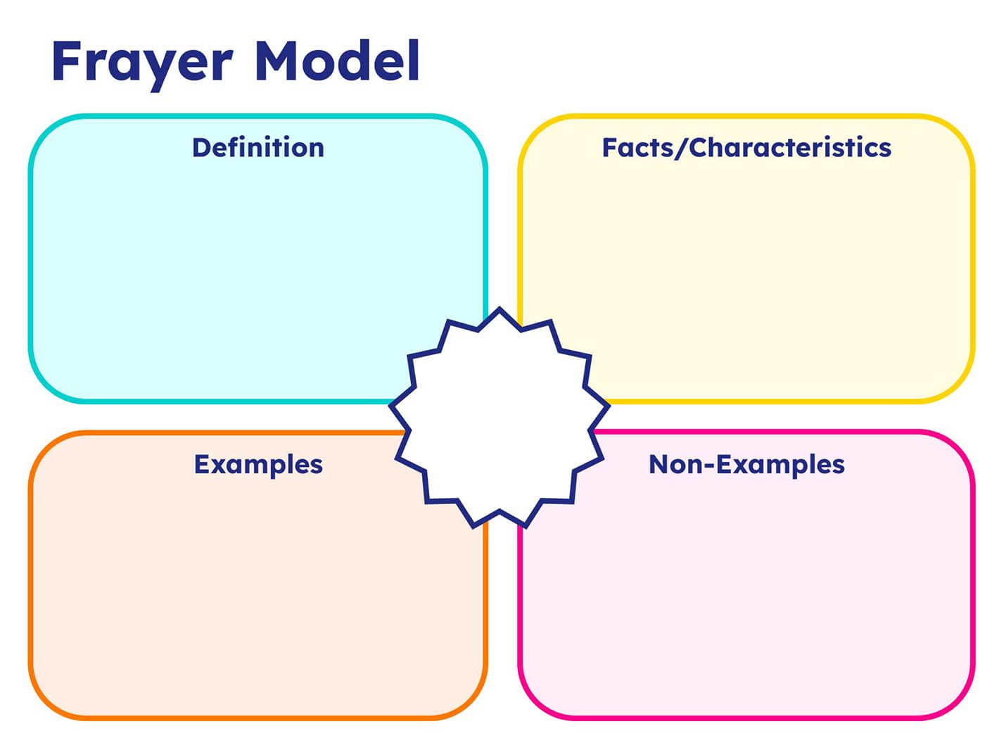 Frayer Model
Definition
Facts/Characteristics
Examples
Non-Examples